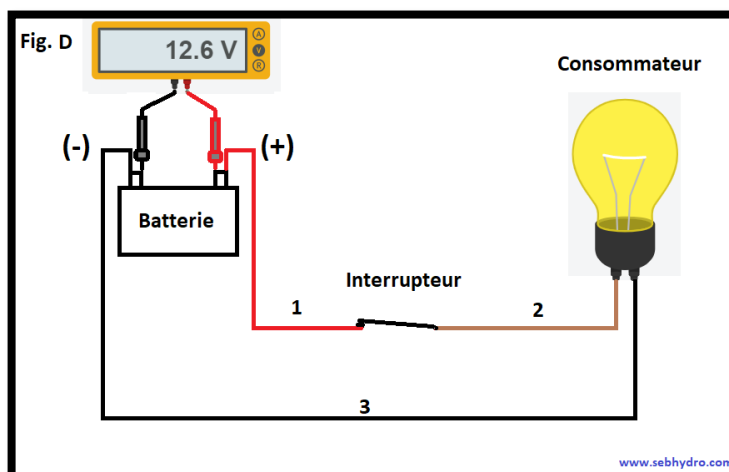 Fig. D
12.6 V
A
V
R
Consommateur
(-)
(+)
Batterie
Interrupteur
1
2
3
www.sebhydro.com